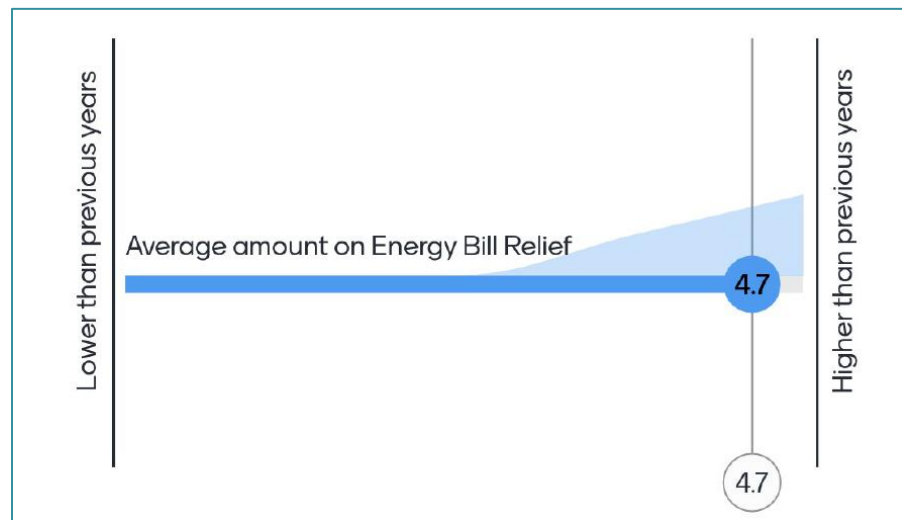 Lower than previous years
Average amount on Energy Bill Relief
4.7
Higher than previous years
4.7